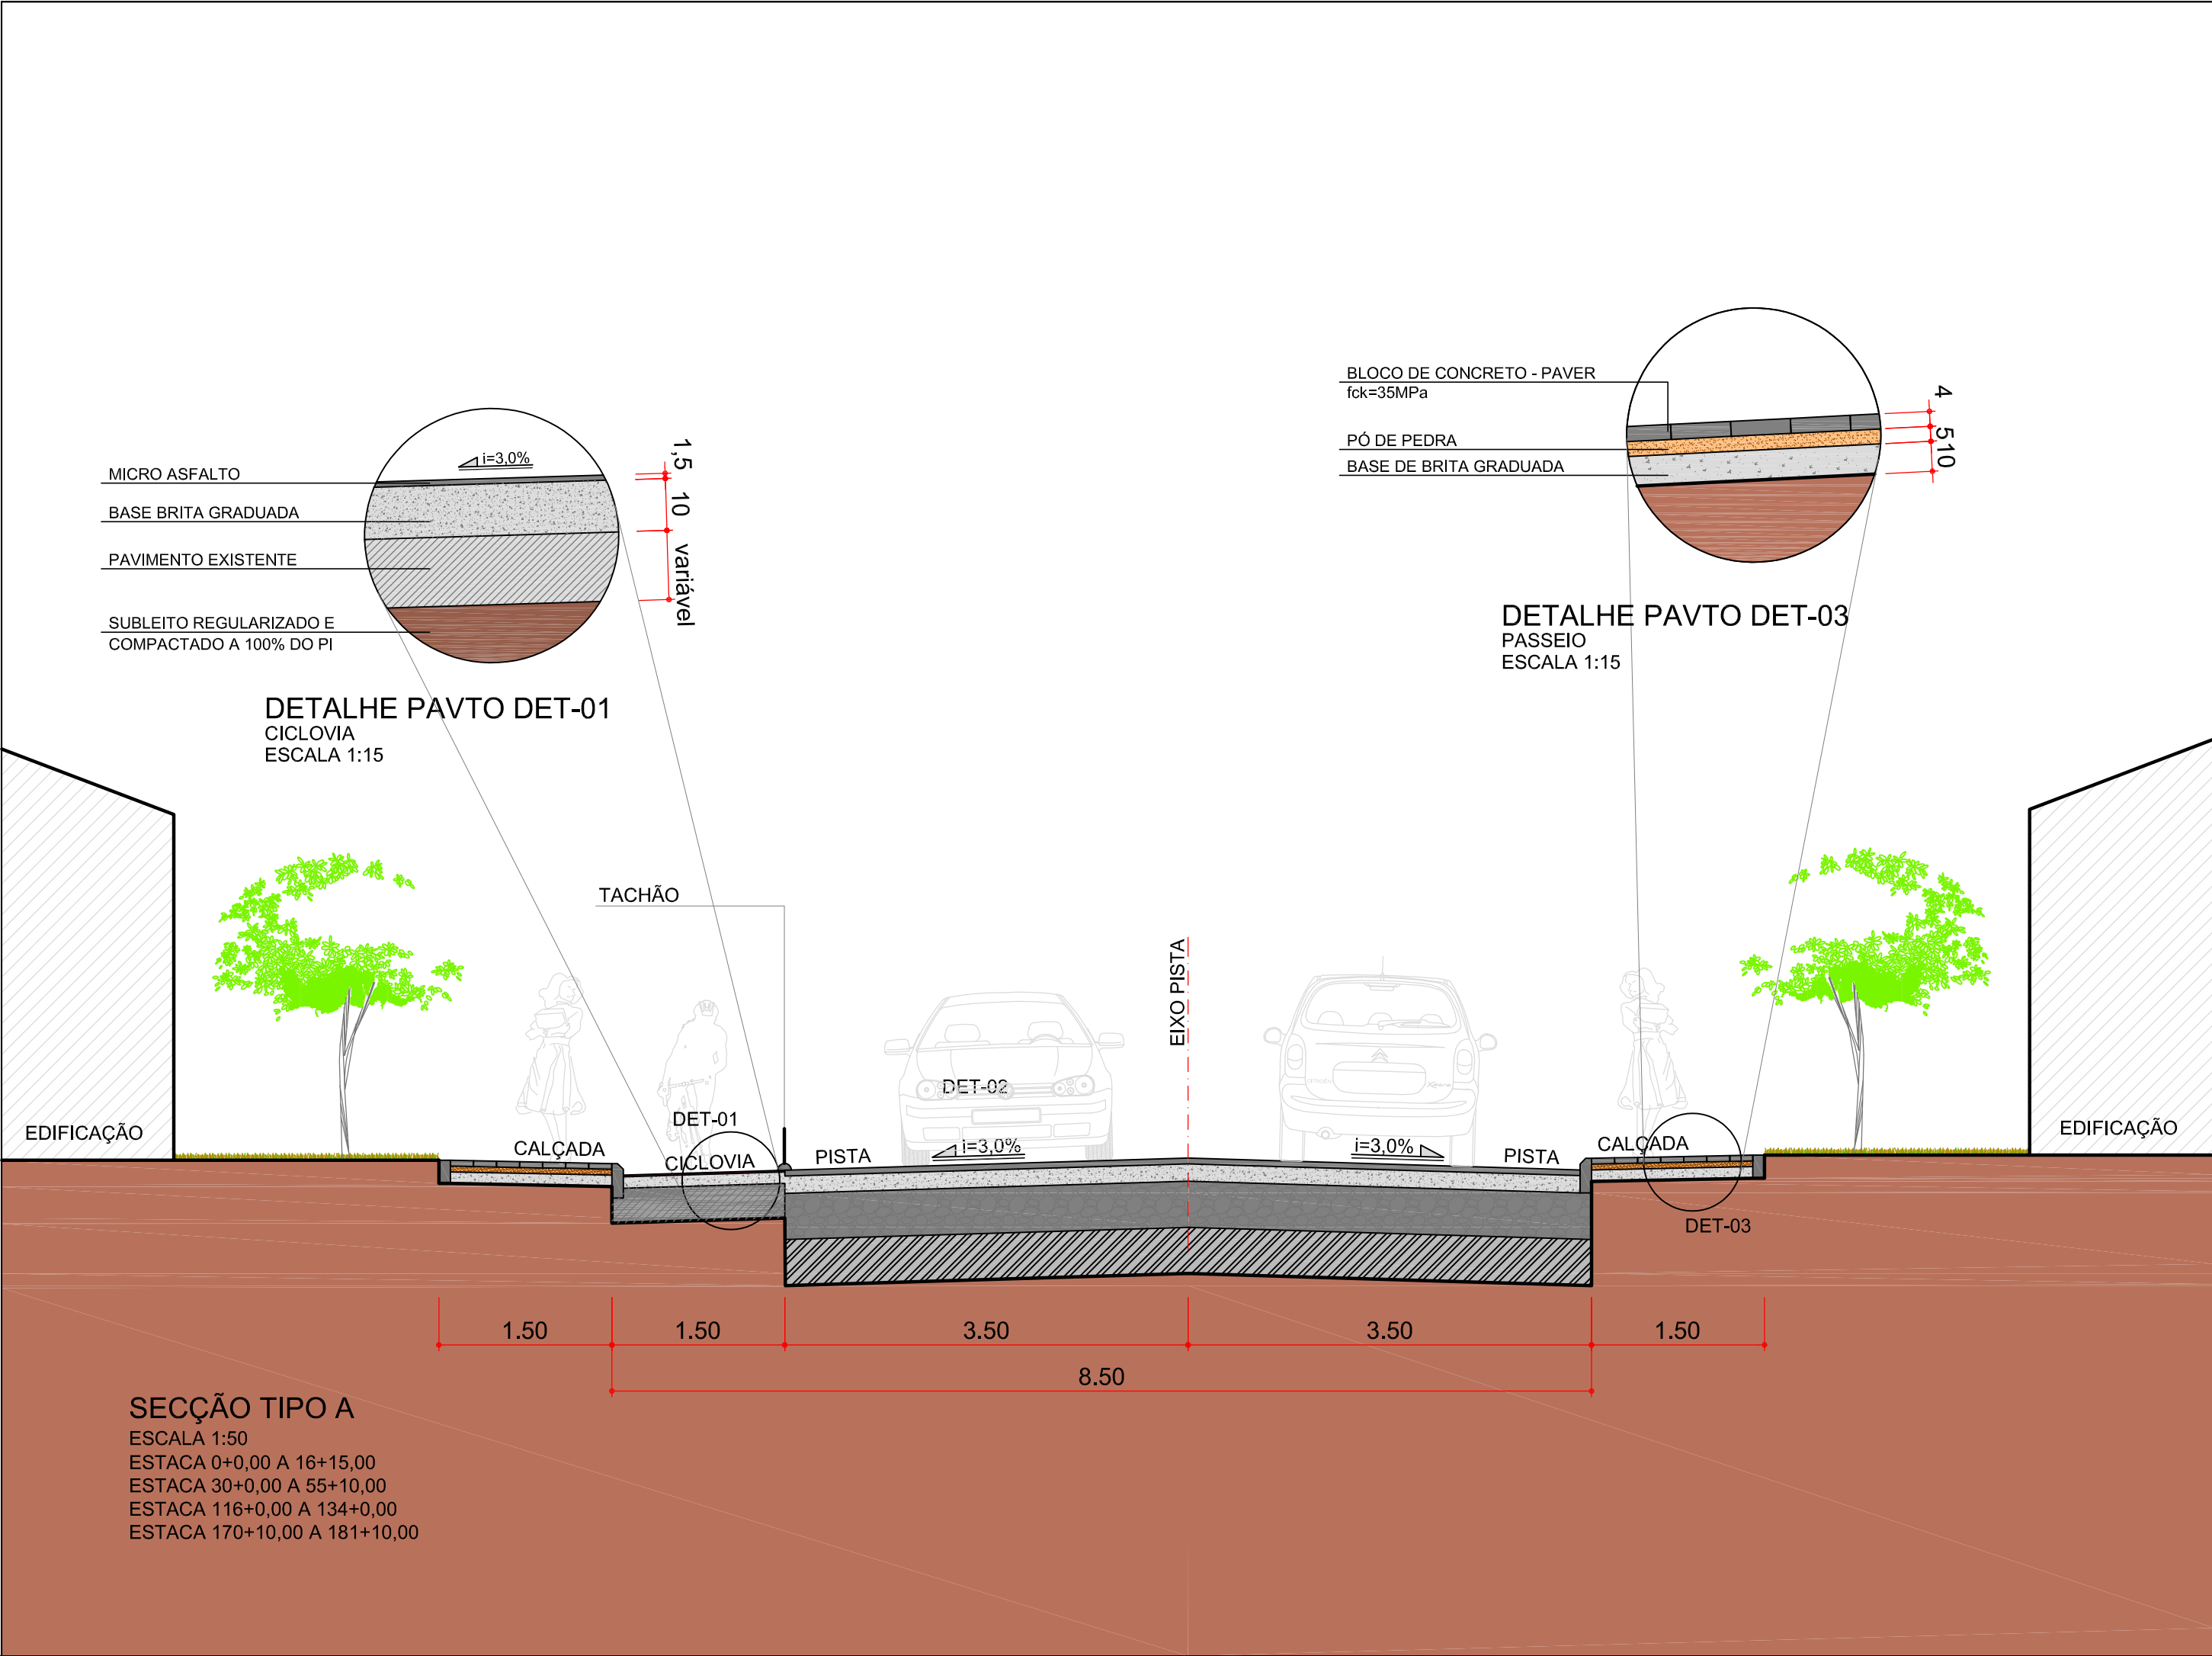 BLOCO DE CONCRETO - PAVER
fck=35MPa
PÓ DE PEDRA
BASE DE BRITA GRADUADA
4
5
10
DETALHE PAVTO DET-03
PASSEIO
ESCALA 1:15
MICRO ASFALTO
BASE BRITA GRADUADA
PAVIMENTO EXISTENTE
SUBLEITO REGULARIZADO E
COMPACTADO A 100% DO PI
i=3,0%
1,5
10
variável
DETALHE PAVTO DET-01
CICLOVIA
ESCALA 1:15
TACHÃO
EIXO PISTA
DET-02
DET-01
EDIFICAÇÃO
CALÇADA
CICLOVIA
PISTA
i=3,0%
i=3,0%
PISTA
CALÇADA
EDIFICAÇÃO
DET-03
1.50
1.50
3.50
3.50
1.50
8.50
SECÇÃO TIPO A
ESCALA 1:50
ESTACA 0+0,00 A 16+15,00
ESTACA 30+0,00 A 55+10,00
ESTACA 116+0,00 A 134+0,00
ESTACA 170+10,00 A 181+10,00